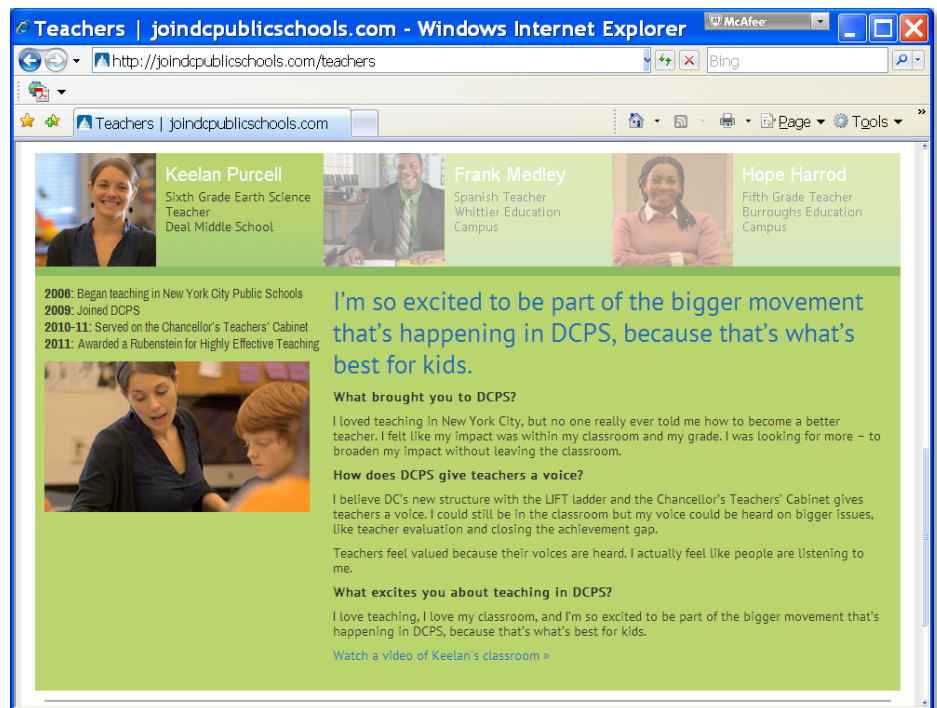 Teachers | joindcpublicschools.com - Windows Internet Explorer
McAfee
http://joindcpublicschools.com/teachers
Bing
Teachers | joindcpublicschools.com
Page
Tools
»
Keelan Purcell
Sixth Grade Earth Science
Teacher
Deal Middle School
Frank Medley
Spanish Teacher
Whittier Education
Campus
Hope Harrod
Fifth Grade Teacher
Burroughs Education
Campus
2006: Began teaching in New York City Public Schools
2009: Joined DCPS
2010-11: Served on the Chancellor's Teachers' Cabinet
2011: Awarded a Rubenstein for Highly Effective Teaching
I'm so excited to be part of the bigger movement
that's happening in DCPS, because that's what's
best for kids.
What brought you to DCPS?
I loved teaching in New York City, but no one really ever told me how to become a better
teacher. I felt like my impact was within my classroom and my grade. I was looking for more – to
broaden my impact without leaving the classroom.
How does DCPS give teachers a voice?
I believe DC's new structure with the LIFT ladder and the Chancellor's Teachers' Cabinet gives
teachers a voice. I could still be in the classroom but my voice could be heard on bigger issues,
like teacher evaluation and closing the achievement gap.
Teachers feel valued because their voices are heard. I actually feel like people are listening to
me.
What excites you about teaching in DCPS?
I love teaching, I love my classroom, and I'm so excited to be part of the bigger movement that's
happening in DCPS, because that's what's best for kids.
Watch a video of Keelan's classroom »